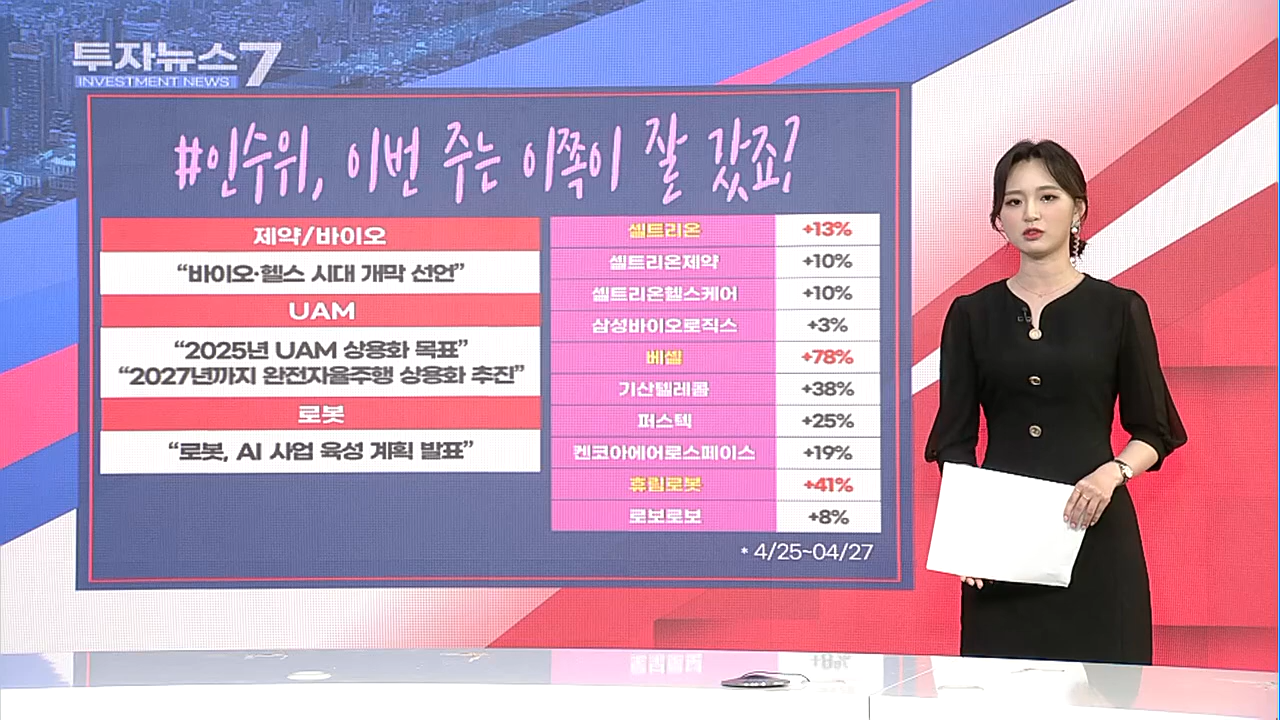 투자뉴스7
INVESTMENT NEWS
#인수위, 이번 주는 이쪽이 잘 갔죠?
제약/바이오
“바이오·헬스 시대 개막 선언”
UAM
“2025년 UAM 상용화 목표”
“2027년까지 완전자율주행 상용화 추진”
로봇
“로봇, AI 사업 육성 계획 발표”
셀트리온 +13%
셀트리온제약 +10%
셀트리온헬스케어 +10%
삼성바이오로직스 +3%
베셀 +78%
기산텔레콤 +38%
퍼스텍 +25%
켄코아에어로스페이스 +19%
휴림로봇 +41%
로보로보 +8%
* 4/25~04/27